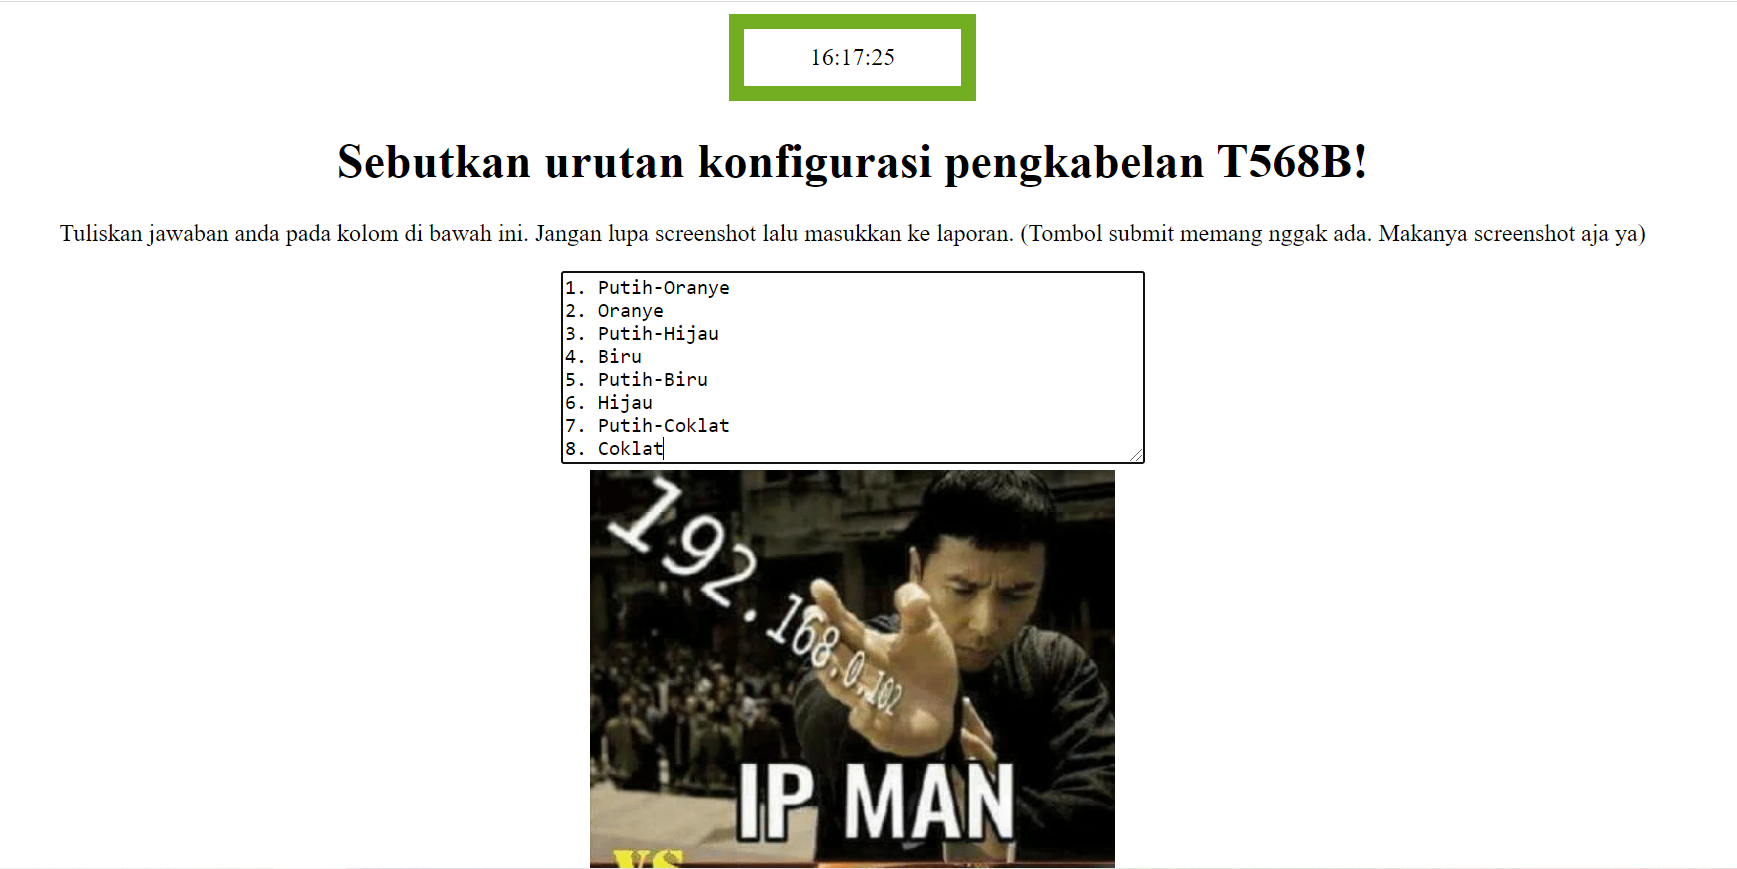 16:17:25
Sebutkan urutan konfigurasi pengkabelan T568B!
Tuliskan jawaban anda pada kolom di bawah ini. Jangan lupa screenshot lalu masukkan ke laporan. (Tombol submit memang nggak ada. Makanya screenshot aja ya)
1. Putih-Oranye
2. Oranye
3. Putih-Hijau
4. Biru
5. Putih-Biru
6. Hijau
7. Putih-Coklat
8. Coklat
192.168.0.102
IP MAN
VS